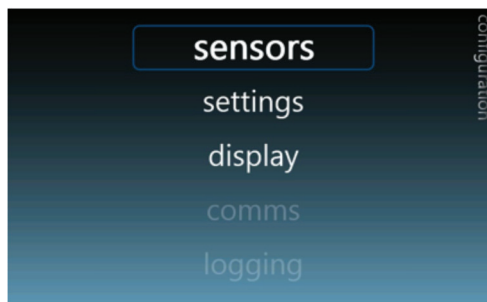 sensors
settings
display
comms
logging
configuration